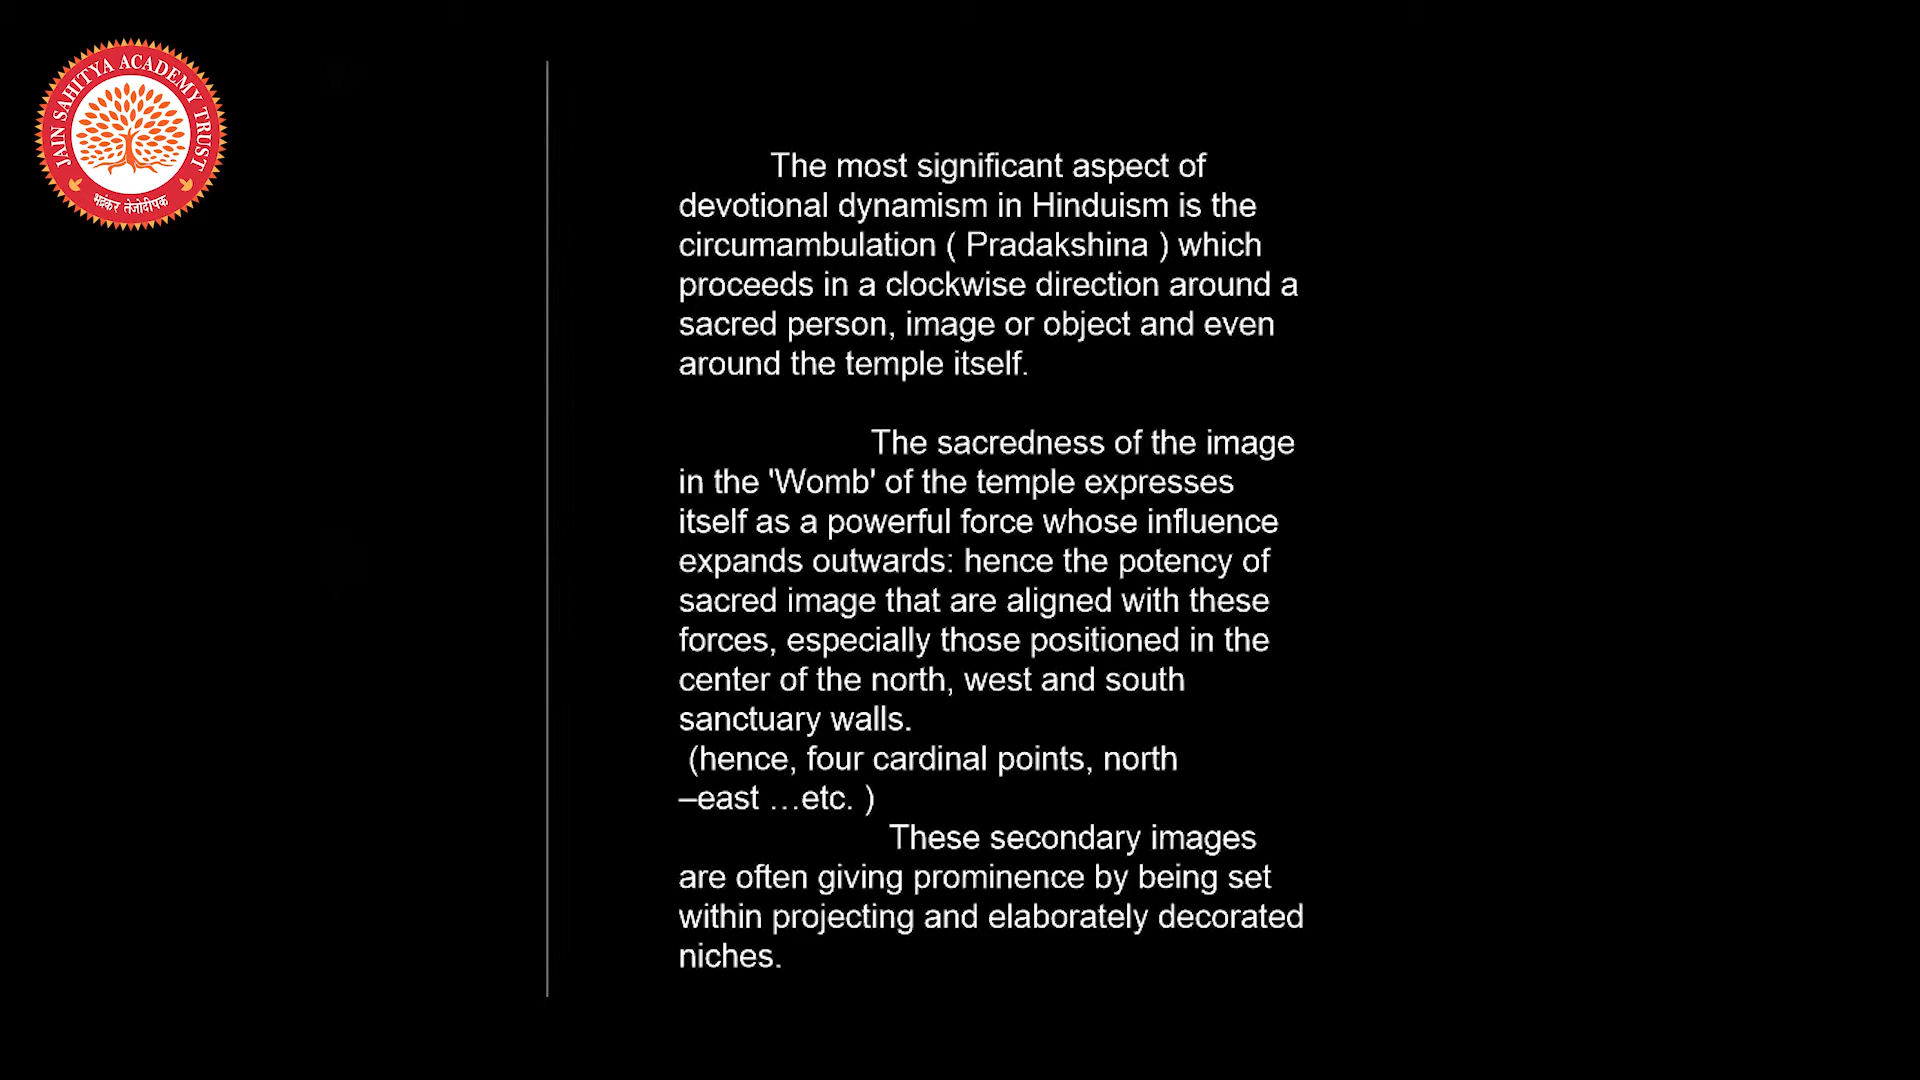 JAIN SAHITYA ACADEMY TRUST
भद्रंकर तेजोदीपक
The most significant aspect of
devotional dynamism in Hinduism is the
circumambulation ( Pradakshina ) which
proceeds in a clockwise direction around a
sacred person, image or object and even
around the temple itself.
The sacredness of the image
in the 'Womb' of the temple expresses
itself as a powerful force whose influence
expands outwards: hence the potency of
sacred image that are aligned with these
forces, especially those positioned in the
center of the north, west and south
sanctuary walls.
(hence, four cardinal points, north
–east …etc. )
These secondary images
are often giving prominence by being set
within projecting and elaborately decorated
niches.